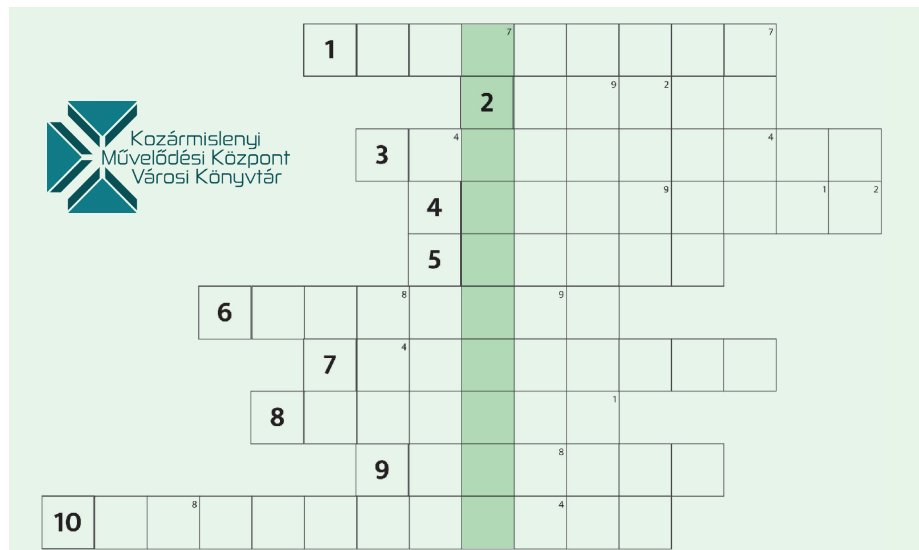 1 7 7
2 9 2
Kozármislenyi
Művelődési Központ
Városi Könyvtár
3 4 4
4 9 1 2
5
6 8 9
7 4
8 1
9 8
10 8 4